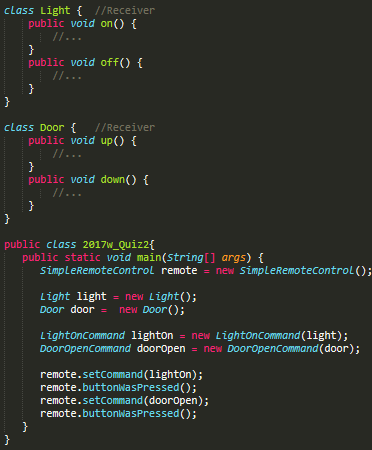 class Light {  //Receiver
    public void on() {
        //...
    }
    public void off() {
        //...
    }
}
class Door {   //Receiver
    public void up() {
        //...
    }
    public void down() {
        //...
    }
}
public class 2017w_Quiz2{
   public static void main(String[] args) {
      SimpleRemoteControl remote = new SimpleRemoteControl();
      Light light = new Light();
      Door door =  new Door();
      LightOnCommand lightOn = new LightOnCommand(light);
      DoorOpenCommand doorOpen = new DoorOpenCommand(door);
      remote.setCommand(lightOn);
      remote.buttonWasPressed();
      remote.setCommand(doorOpen);
      remote.buttonWasPressed();
   }
}